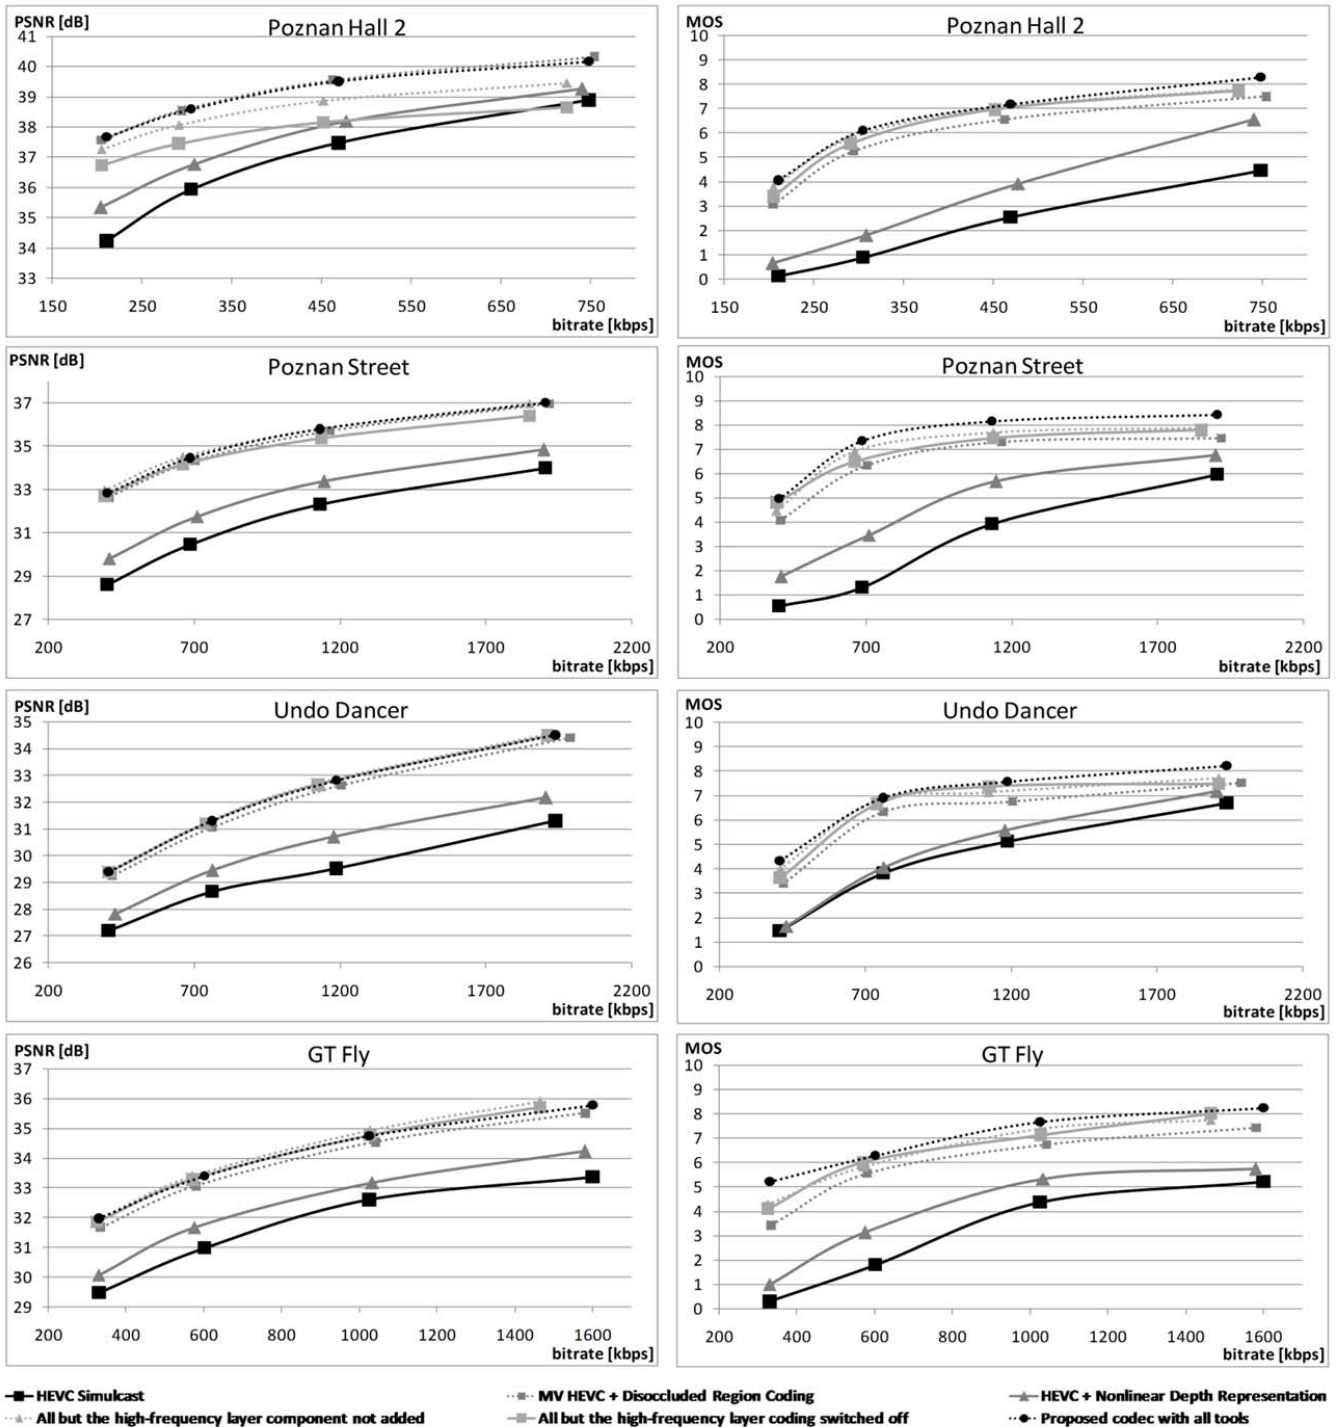 PSNR [dB]
Poznan Hall 2
41
40
39
38
37
36
35
34
33
150 250 350 450 550 650 750
bitrate [kbps]
MOS
Poznan Hall 2
10
9
8
7
6
5
4
3
2
1
0
150 250 350 450 550 650 750
bitrate [kbps]
PSNR [dB]
Poznan Street
37
35
33
31
29
27
200 700 1200 1700 2200
bitrate [kbps]
MOS
Poznan Street
10
9
8
7
6
5
4
3
2
1
0
200 700 1200 1700 2200
bitrate [kbps]
PSNR [dB]
Undo Dancer
35
34
33
32
31
30
29
28
27
26
200 700 1200 1700 2200
bitrate [kbps]
MOS
Undo Dancer
10
9
8
7
6
5
4
3
2
1
0
200 700 1200 1700 2200
bitrate [kbps]
PSNR [dB]
GT Fly
37
36
35
34
33
32
31
30
29
200 400 600 800 1000 1200 1400 1600
bitrate [kbps]
MOS
GT Fly
10
9
8
7
6
5
4
3
2
1
0
200 400 600 800 1000 1200 1400 1600
bitrate [kbps]
HEVC Simulcast
MV HEVC + Disoccluded Region Coding
HEVC + Nonlinear Depth Representation
All but the high-frequency layer component not added
All but the high-frequency layer coding switched off
Proposed codec with all tools